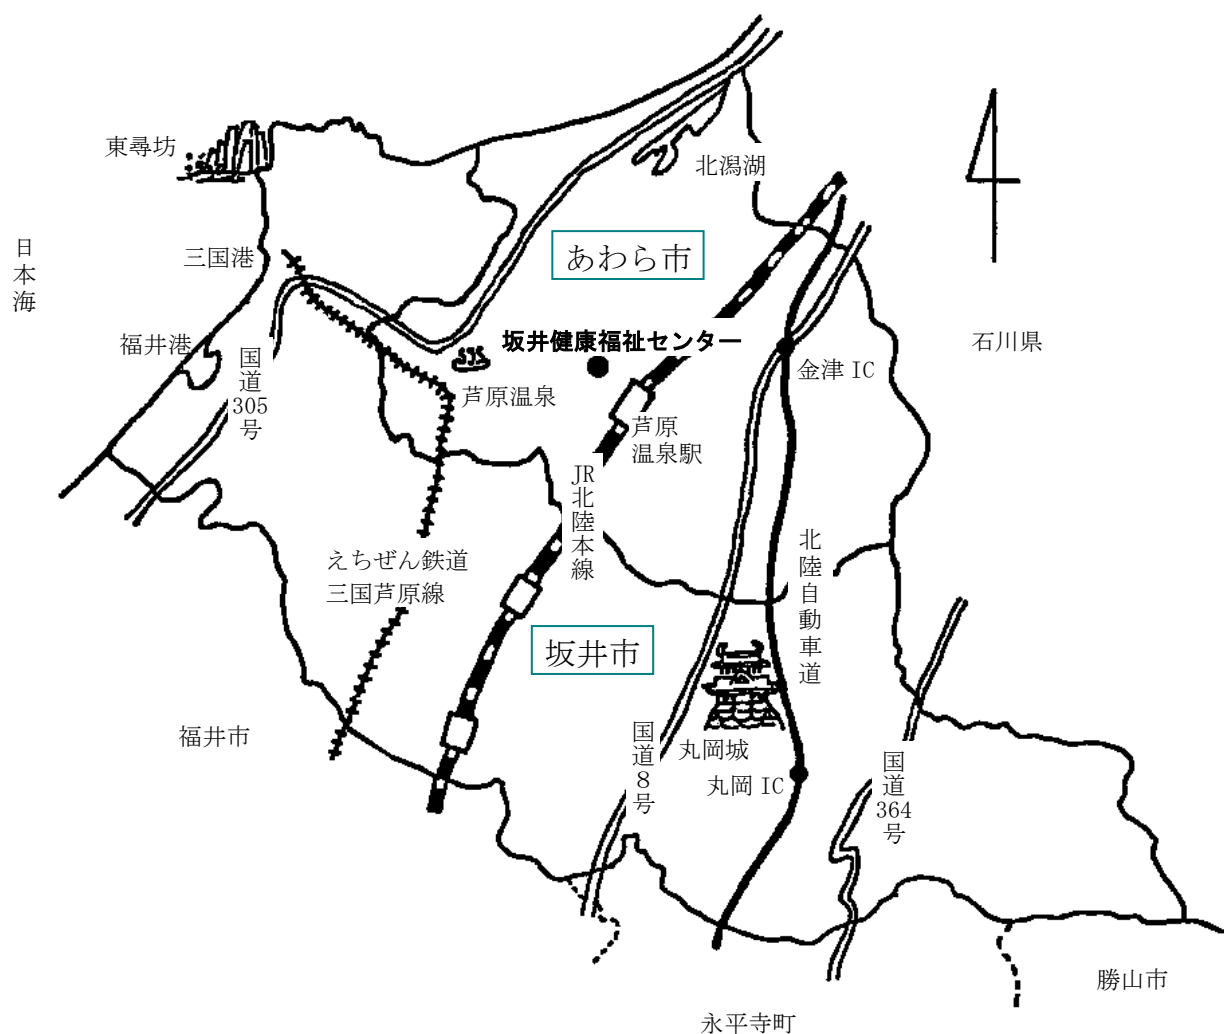 東尋坊
北潟湖
日本海
三国港
あわら市
福井港
坂井健康福祉センター
石川県
国道305号
金津 IC
芦原温泉
芦原
温泉駅
JR北陸本線
えちぜん鉄道
三国芦原線
北陸自動車道
坂井市
福井市
国道８号
丸岡城
丸岡 IC
国道364号
勝山市
永平寺町